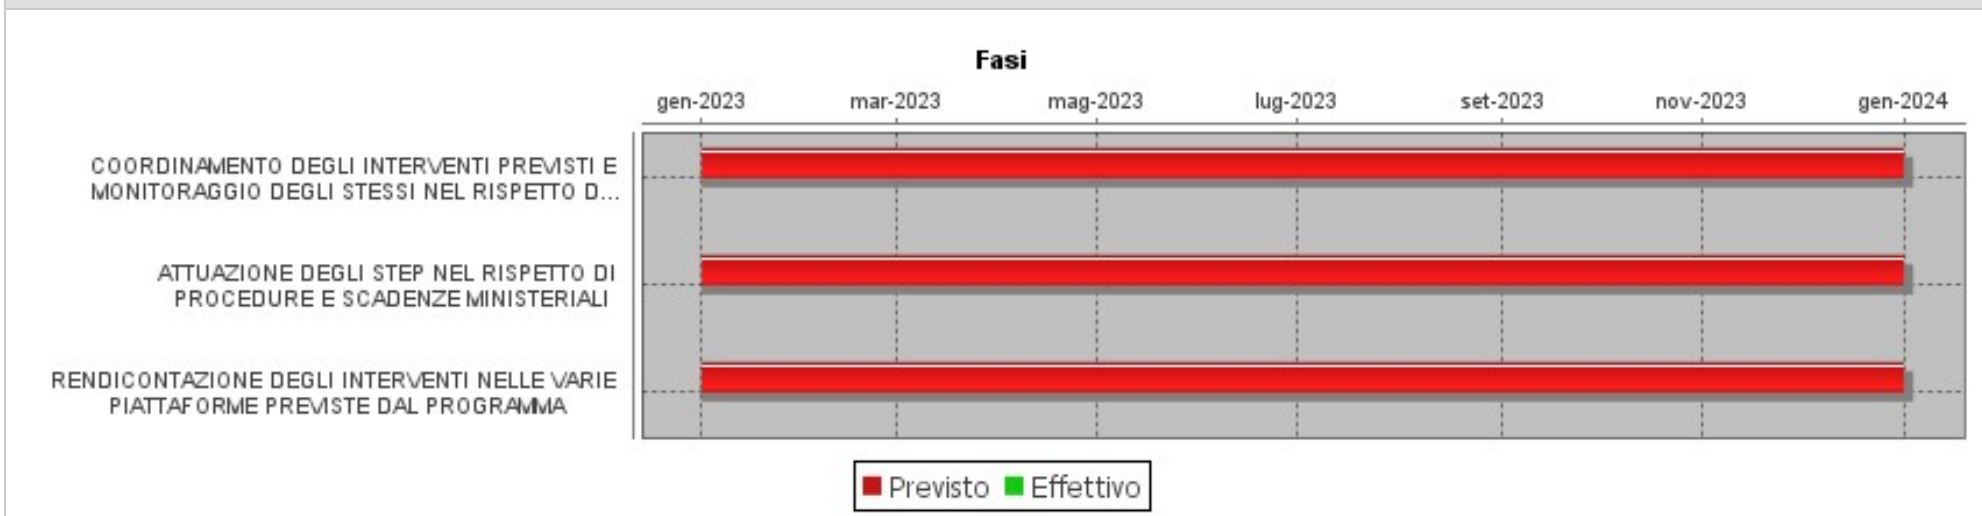 Fasi
gen-2023 mar-2023 mag-2023 lug-2023 set-2023 nov-2023 gen-2024
COORDINAMENTO DEGLI INTERVENTI PREVISTI E
MONITORAGGIO DEGLI STESSI NEL RISPETTO D...
ATTUAZIONE DEGLI STEP NEL RISPETTO DI
PROCEDURE E SCADENZE MINISTERIALI
RENDICONTAZIONE DEGLI INTERVENTI NELLE VARIE
PIATTAFORME PREVISTE DAL PROGRAMMA
Previsto Effettivo